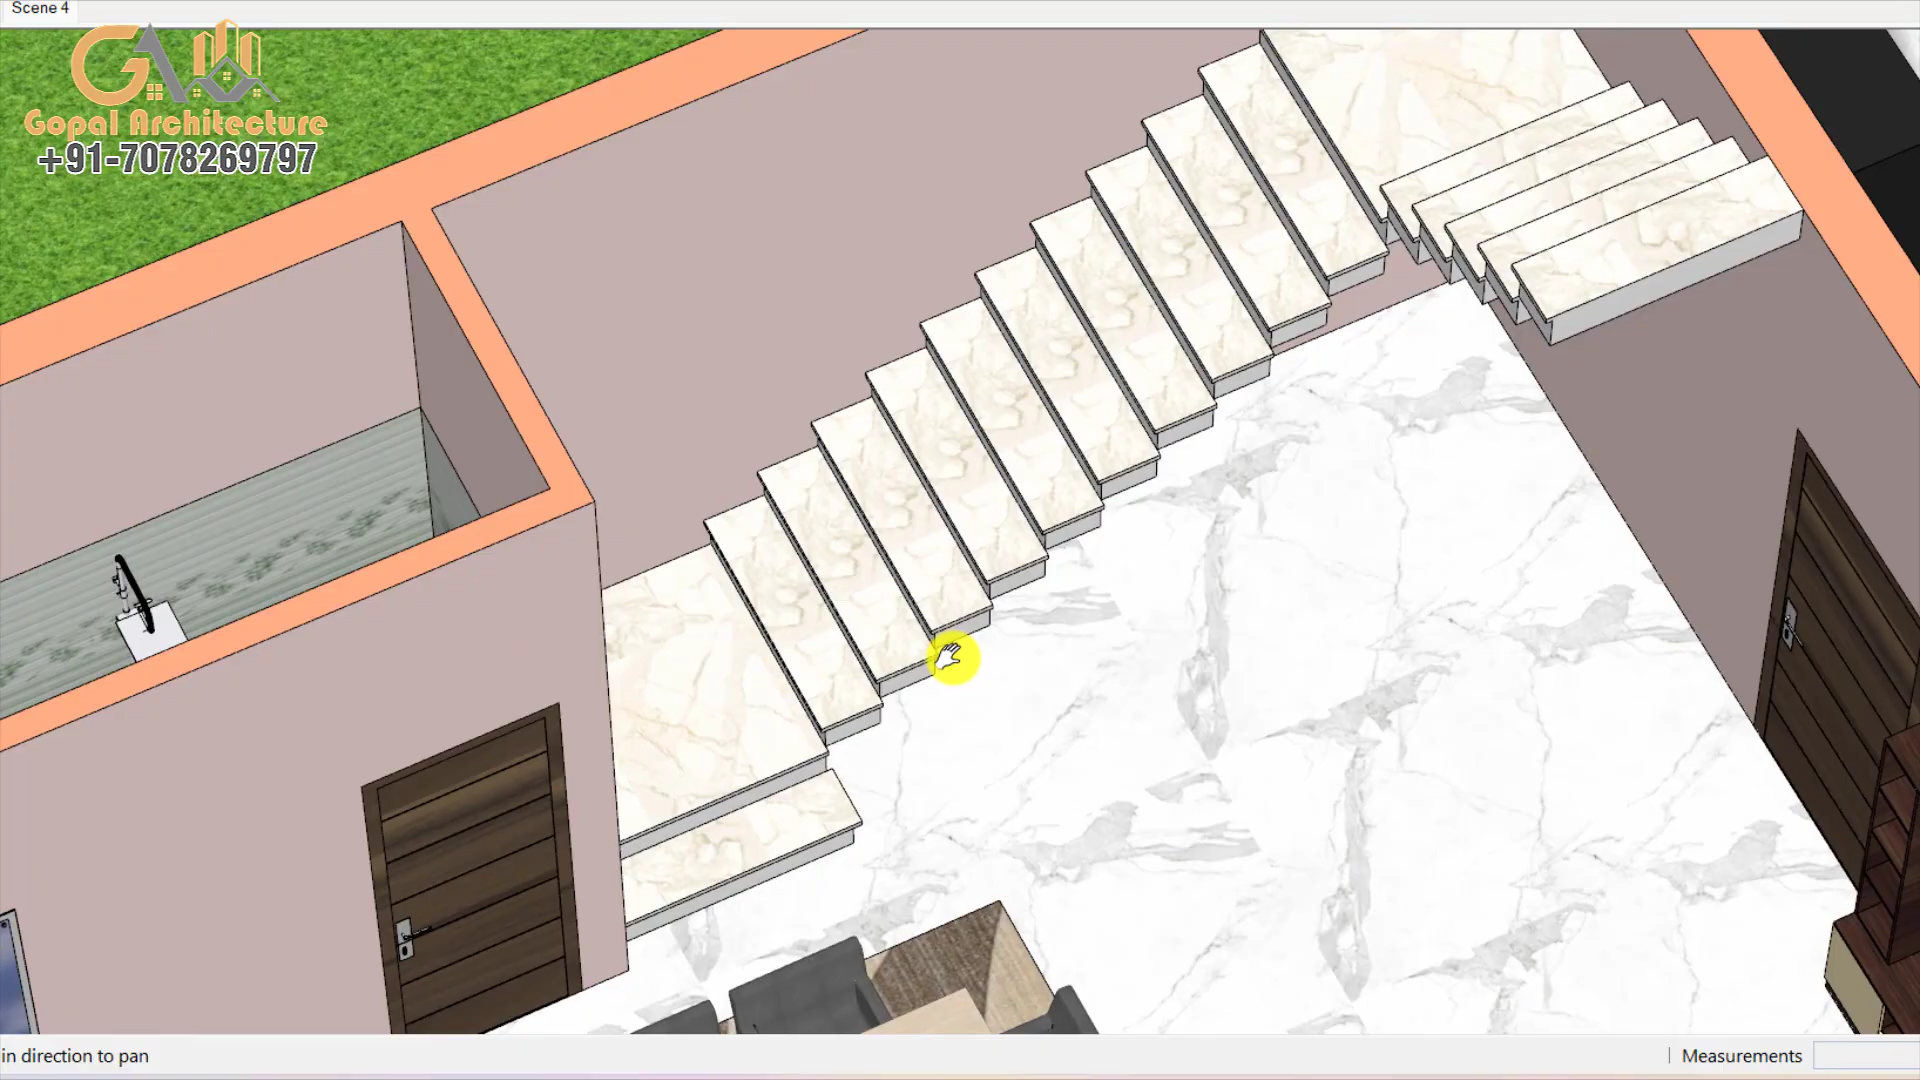 Scene 4
Gopal Architecture
+91-7078269797
in direction to pan
Measurements